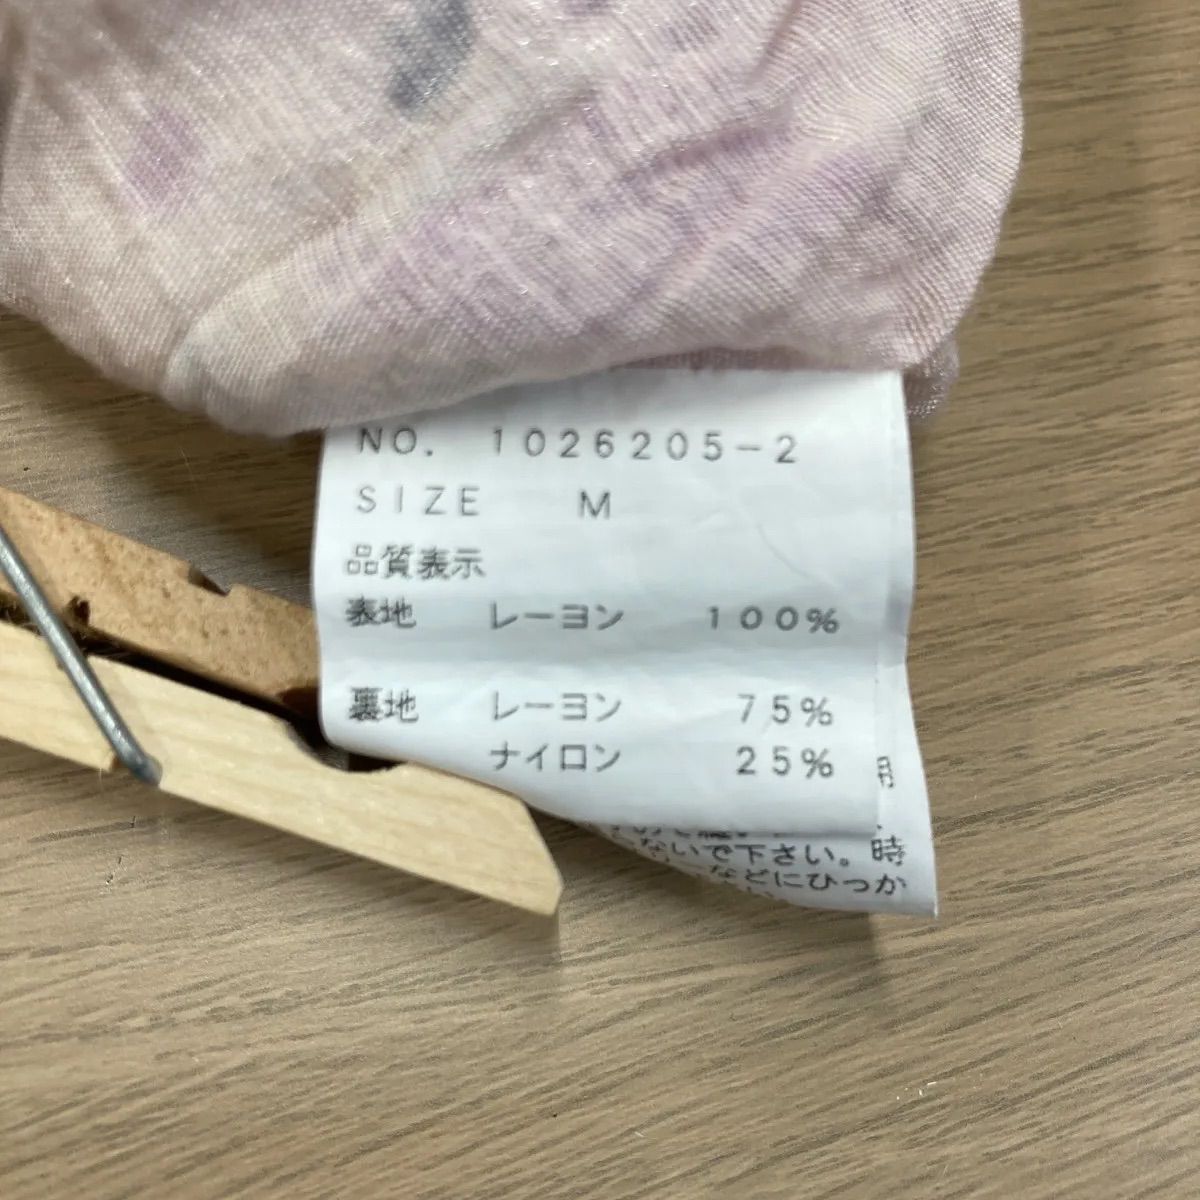 NO. 1026205-2
SIZE M
品質表示
表地 レーヨン 100%
裏地 レーヨン 75%
ナイロン 25%
用
ないで下さい。時
などにひっか